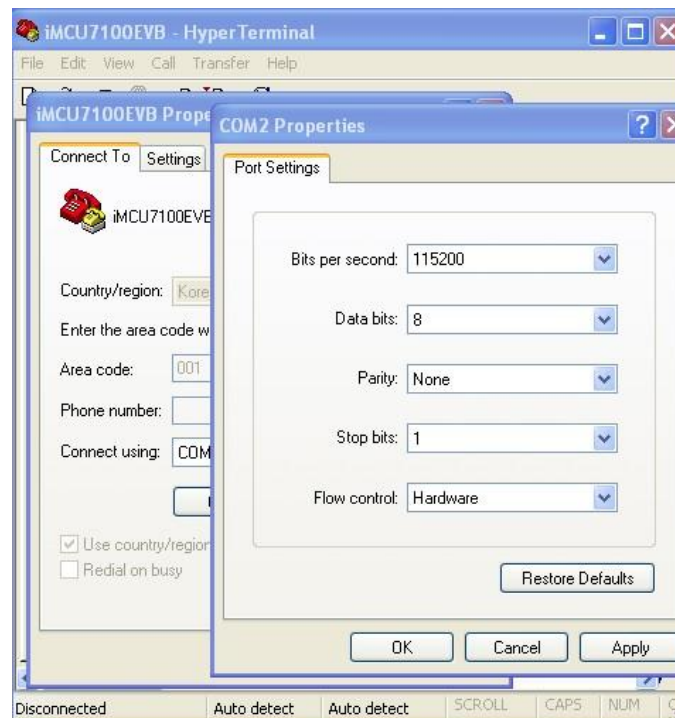 iMCU7100EVB - HyperTerminal
File Edit View Call Transfer Help
iMCU7100EVB Prope
COM2 Properties
Connect To Settings
Port Settings
iMCU7100EVB
Bits per second: 115200
Country/region: Kore
Data bits: 8
Enter the area code w
Area code: 001
Parity: None
Phone number:
Stop bits: 1
Connect using: COM
Flow control: Hardware
Use country/region
Redial on busy
Restore Defaults
OK Cancel Apply
Disconnected Auto detect Auto detect SCROLL CAPS NUM